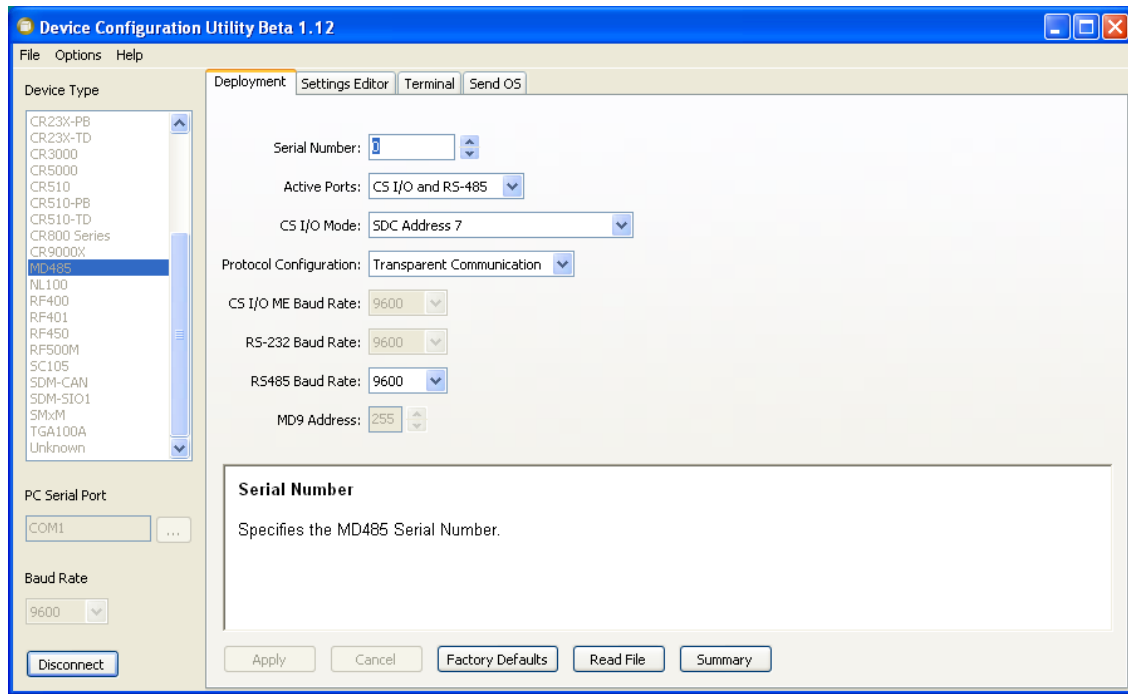 Device Configuration Utility Beta 1.12
File Options Help
Device Type
CR23X-PB
CR23X-TD
CR3000
CR5000
CR510
CR510-PB
CR510-TD
CR800 Series
CR9000X
MD485
NL100
RF400
RF401
RF450
RF500M
SC105
SDM-CAN
SDM-SIO1
SMxM
TGA100A
Unknown
PC Serial Port
COM1 ...
Baud Rate
9600
Disconnect
Deployment Settings Editor Terminal Send OS
Serial Number: 0
Active Ports: CS I/O and RS-485
CS I/O Mode: SDC Address 7
Protocol Configuration: Transparent Communication
CS I/O ME Baud Rate: 9600
RS-232 Baud Rate: 9600
RS485 Baud Rate: 9600
MD9 Address: 255
Serial Number
Specifies the MD485 Serial Number.
Apply Cancel Factory Defaults Read File Summary